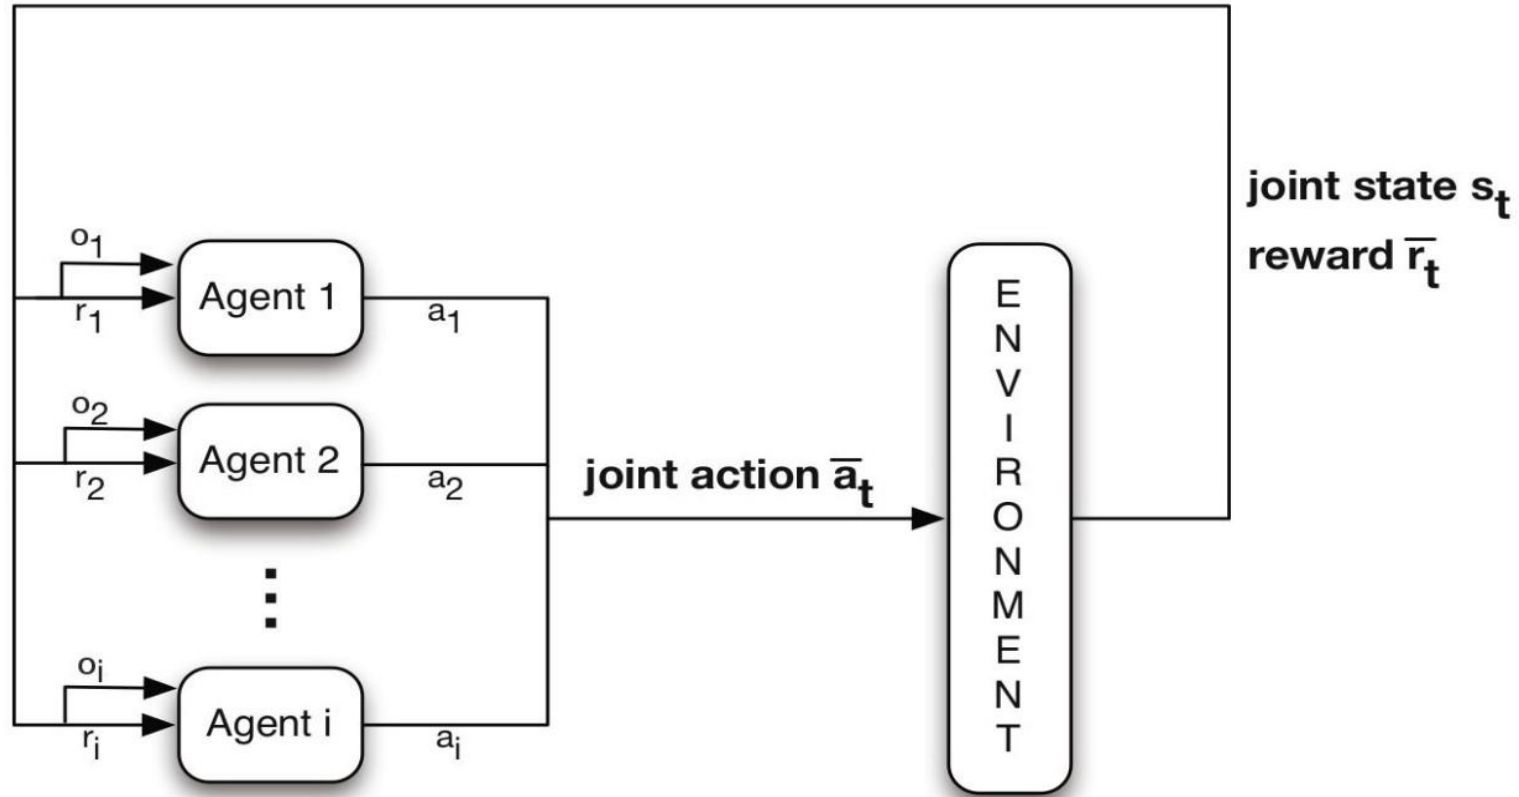 joint state s_t
reward r̅_t
o_1
r_1
Agent 1
a_1
o_2
r_2
Agent 2
a_2
joint action a̅_t
⋮
o_i
r_i
Agent i
a_i
E
N
V
I
R
O
N
M
E
N
T